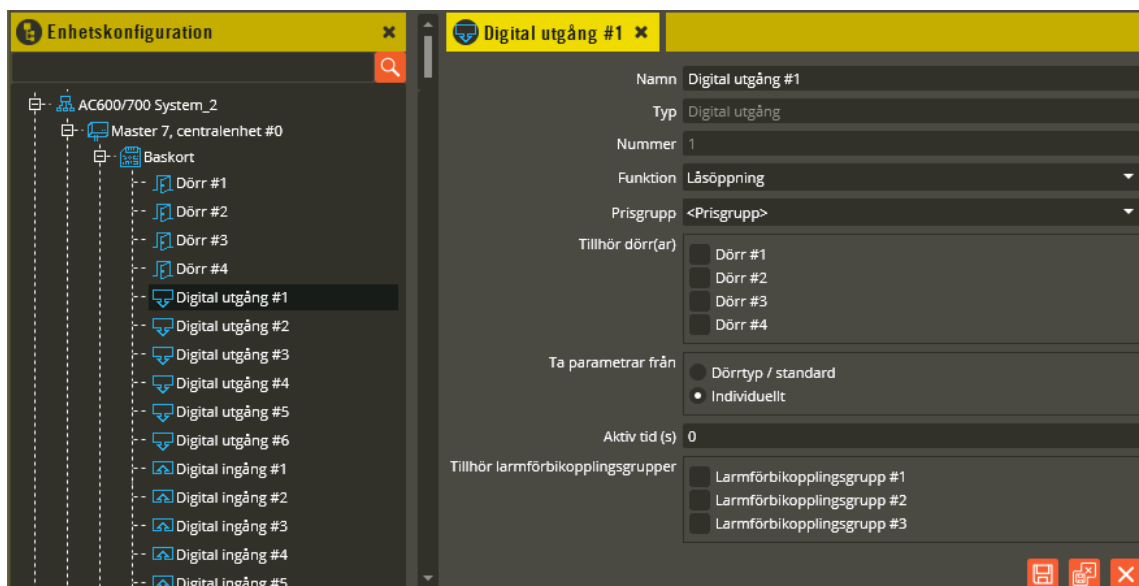 Enhetskonfiguration
AC600/700 System_2
Master 7, centralenhet #0
Baskort
Dörr #1
Dörr #2
Dörr #3
Dörr #4
Digital utgång #1
Digital utgång #2
Digital utgång #3
Digital utgång #4
Digital utgång #5
Digital utgång #6
Digital ingång #1
Digital ingång #2
Digital ingång #3
Digital ingång #4
Digital ingång #5
Digital utgång #1
Namn Digital utgång #1
Typ Digital utgång
Nummer 1
Funktion Låsöppning
Prisgrupp <Prisgrupp>
Tillhör dörr(ar)
Dörr #1
Dörr #2
Dörr #3
Dörr #4
Ta parametrar från
Dörrtyp / standard
Individuellt
Aktiv tid (s) 0
Tillhör larmförbikopplingsgrupper
Larmförbikopplingsgrupp #1
Larmförbikopplingsgrupp #2
Larmförbikopplingsgrupp #3